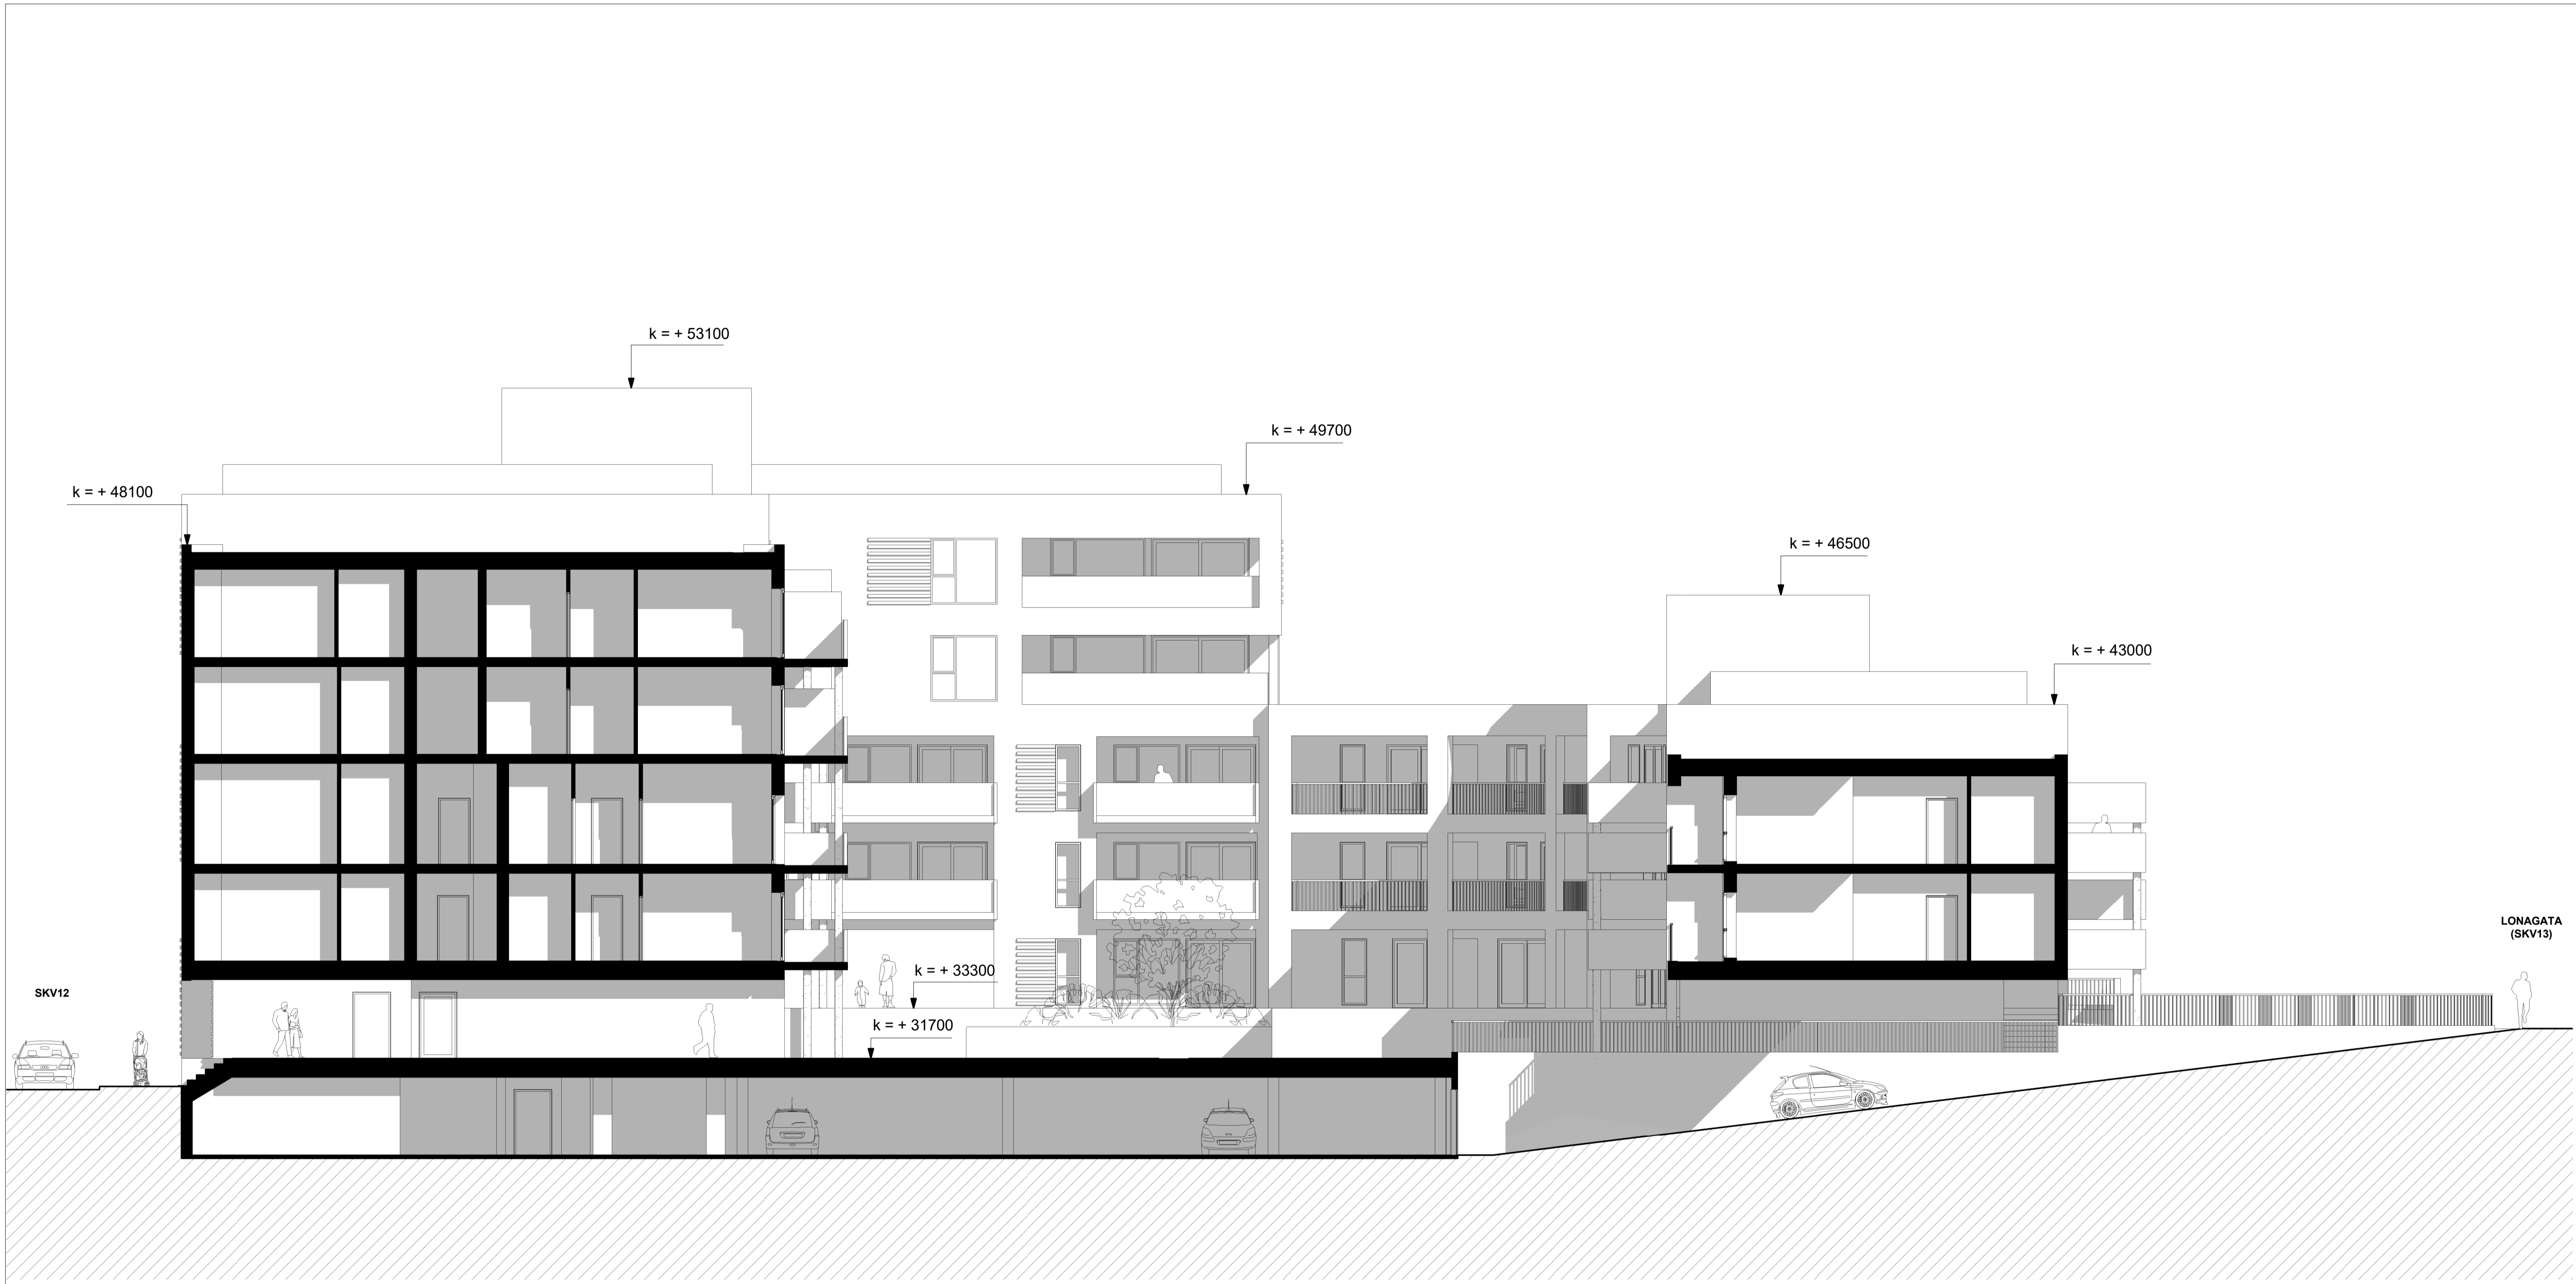 k = + 53100
k = + 49700
k = + 48100
k = + 46500
k = + 43000
LONAGATA
(SKV13)
k = + 33300
SKV12
k = + 31700